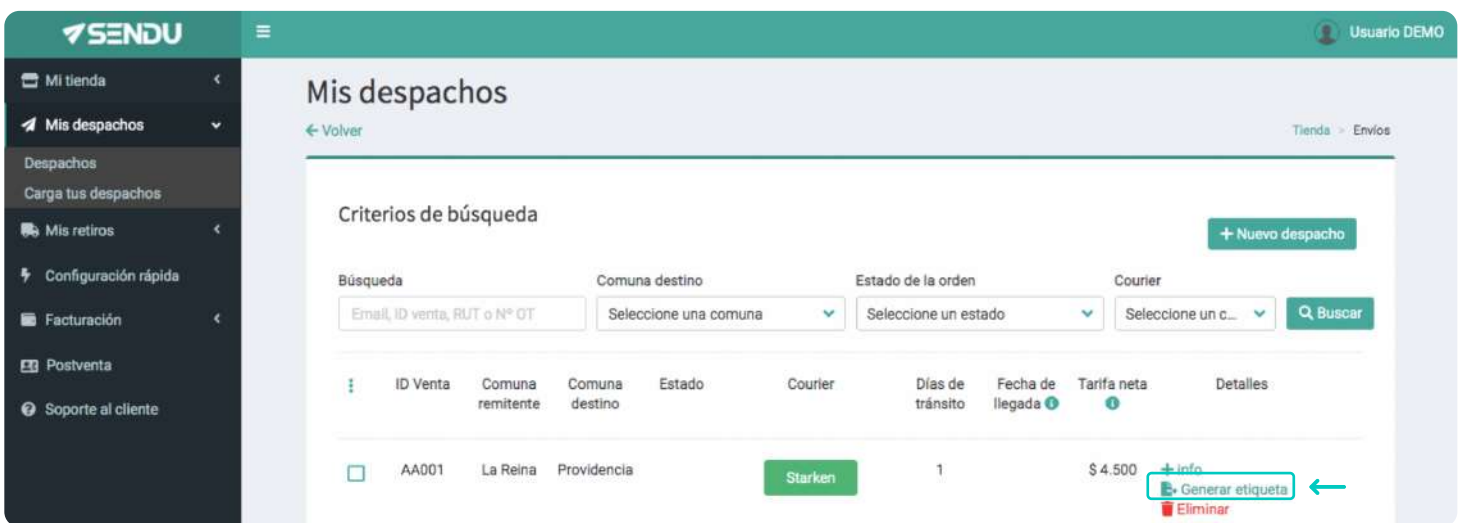 SENDU
Usuario DEMO
Mi tienda
Mis despachos
Despachos
Carga tus despachos
Mis retiros
Configuración rápida
Facturación
Postventa
Soporte al cliente
Mis despachos
Volver
Tienda > Envíos
Criterios de búsqueda
+ Nuevo despacho
Búsqueda Comuna destino Estado de la orden Courier
Email, ID venta, RUT o Nº OT Seleccione una comuna Seleccione un estado Seleccione un c... Buscar
ID Venta Comuna remitente Comuna destino Estado Courier Días de tránsito Fecha de llegada Tarifa neta Detalles
AA001 La Reina Providencia Starken 1 $ 4.500 + info
Generar etiqueta
Eliminar